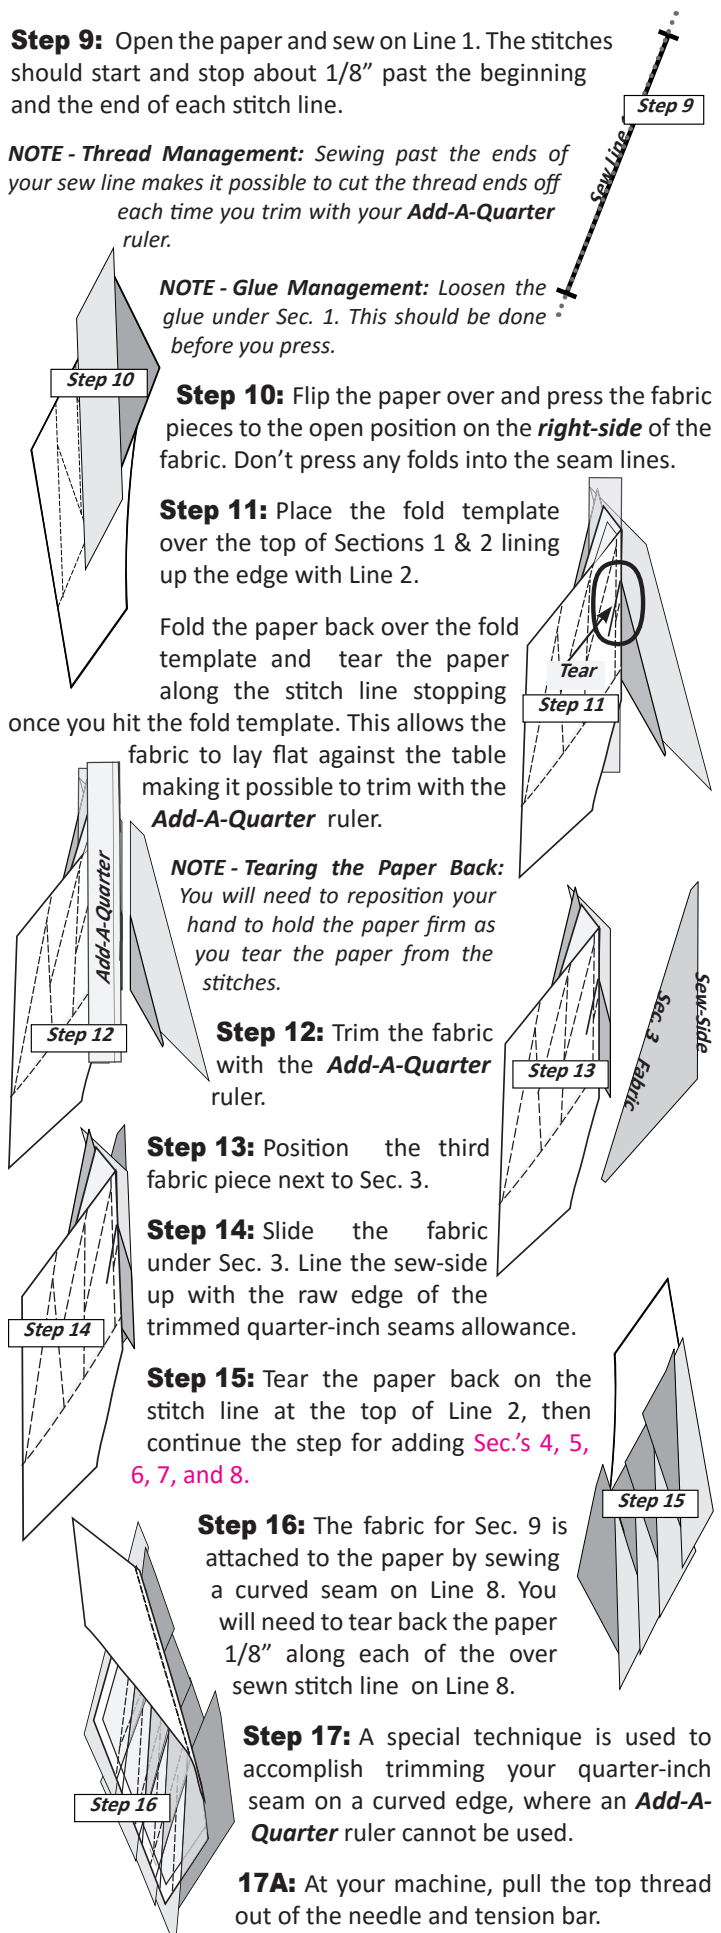 Step 9: Open the paper and sew on Line 1. The stitches
should start and stop about 1/8” past the beginning
and the end of each stitch line.
Step 9
Sew Line
NOTE - Thread Management: Sewing past the ends of
your sew line makes it possible to cut the thread ends off
each time you trim with your Add-A-Quarter
ruler.
NOTE - Glue Management: Loosen the
glue under Sec. 1. This should be done
before you press.
Step 10
Step 10: Flip the paper over and press the fabric
pieces to the open position on the right-side of the
fabric. Don’t press any folds into the seam lines.
Step 11: Place the fold template
over the top of Sections 1 & 2 lining
up the edge with Line 2.
Fold the paper back over the fold
template and tear the paper
along the stitch line stopping
once you hit the fold template. This allows the
fabric to lay flat against the table
making it possible to trim with the
Add-A-Quarter ruler.
Tear
Step 11
NOTE - Tearing the Paper Back:
You will need to reposition your
hand to hold the paper firm as
you tear the paper from the
stitches.
Add-A-Quarter
Step 12
Step 12: Trim the fabric
with the Add-A-Quarter
ruler.
Sew-Side
Sec. 3 Fabric
Step 13
Step 13: Position the third
fabric piece next to Sec. 3.
Step 14: Slide the fabric
under Sec. 3. Line the sew-side
up with the raw edge of the
trimmed quarter-inch seams allowance.
Step 14
Step 15: Tear the paper back on the
stitch line at the top of Line 2, then
continue the step for adding Sec.’s 4, 5,
6, 7, and 8.
Step 15
Step 16: The fabric for Sec. 9 is
attached to the paper by sewing
a curved seam on Line 8. You
will need to tear back the paper
1/8” along each of the over
sewn stitch line on Line 8.
Step 16
Step 17: A special technique is used to
accomplish trimming your quarter-inch
seam on a curved edge, where an Add-A-
Quarter ruler cannot be used.
17A: At your machine, pull the top thread
out of the needle and tension bar.